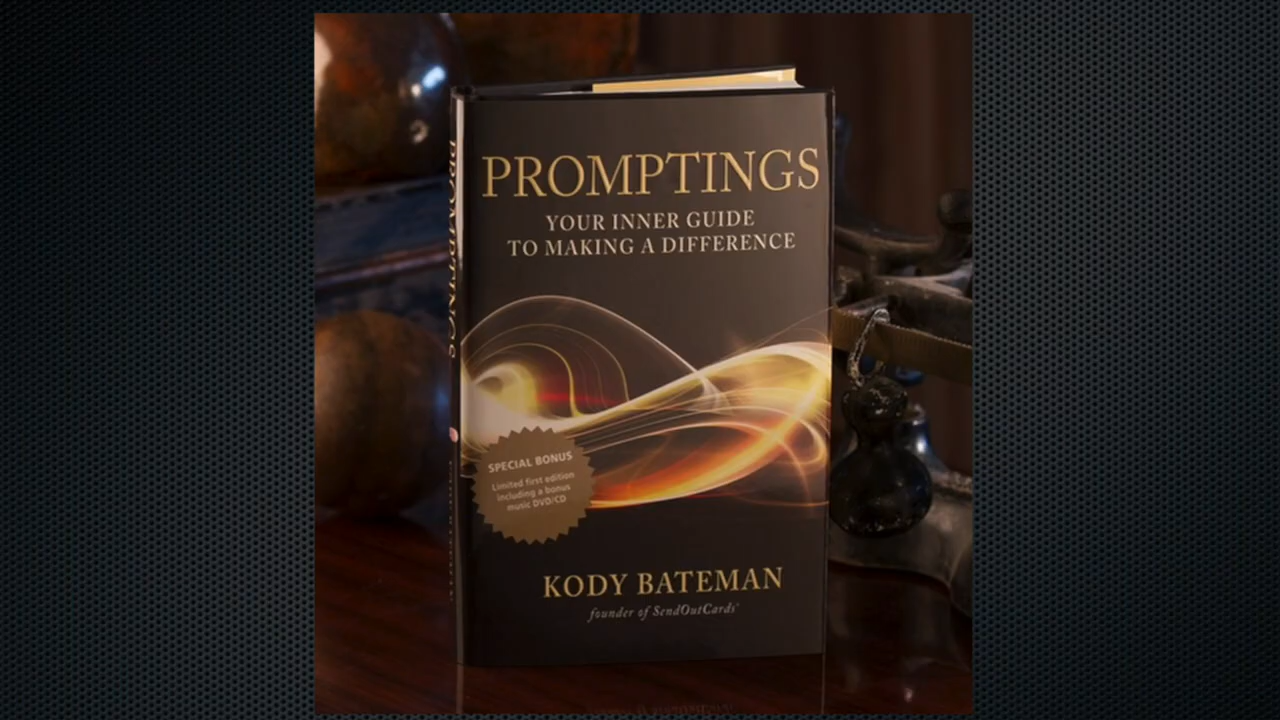 PROMPTINGS
YOUR INNER GUIDE
TO MAKING A DIFFERENCE
SPECIAL BONUS
Limited first edition
including a bonus
music DVD/CD
KODY BATEMAN
founder of SendOutCards®
PROMPTINGS